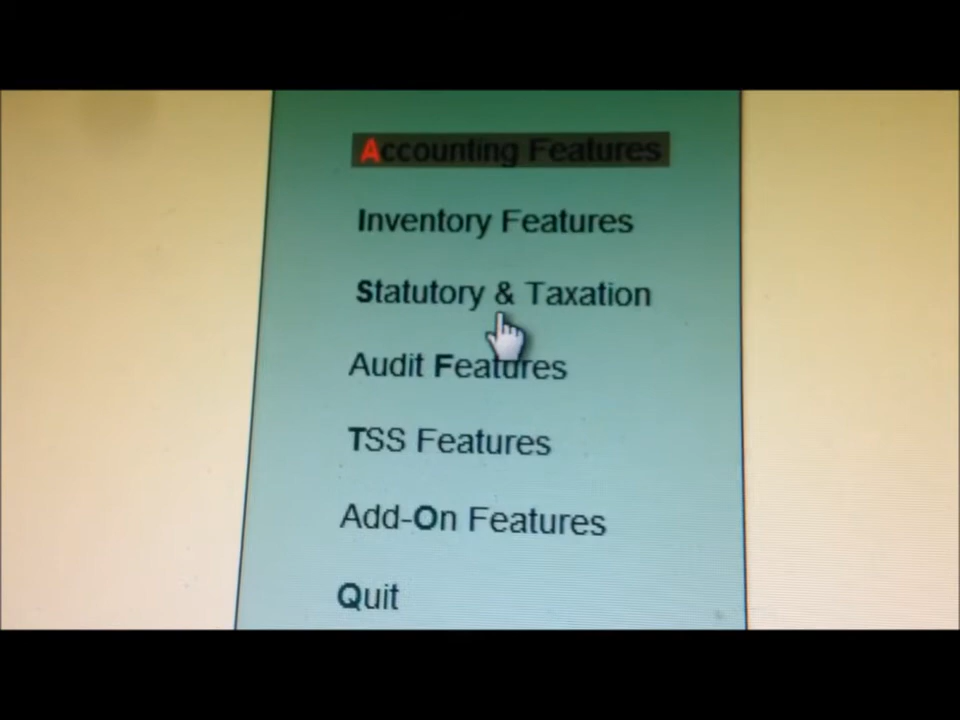 Accounting Features
Inventory Features
Statutory & Taxation
Audit Features
TSS Features
Add-On Features
Quit